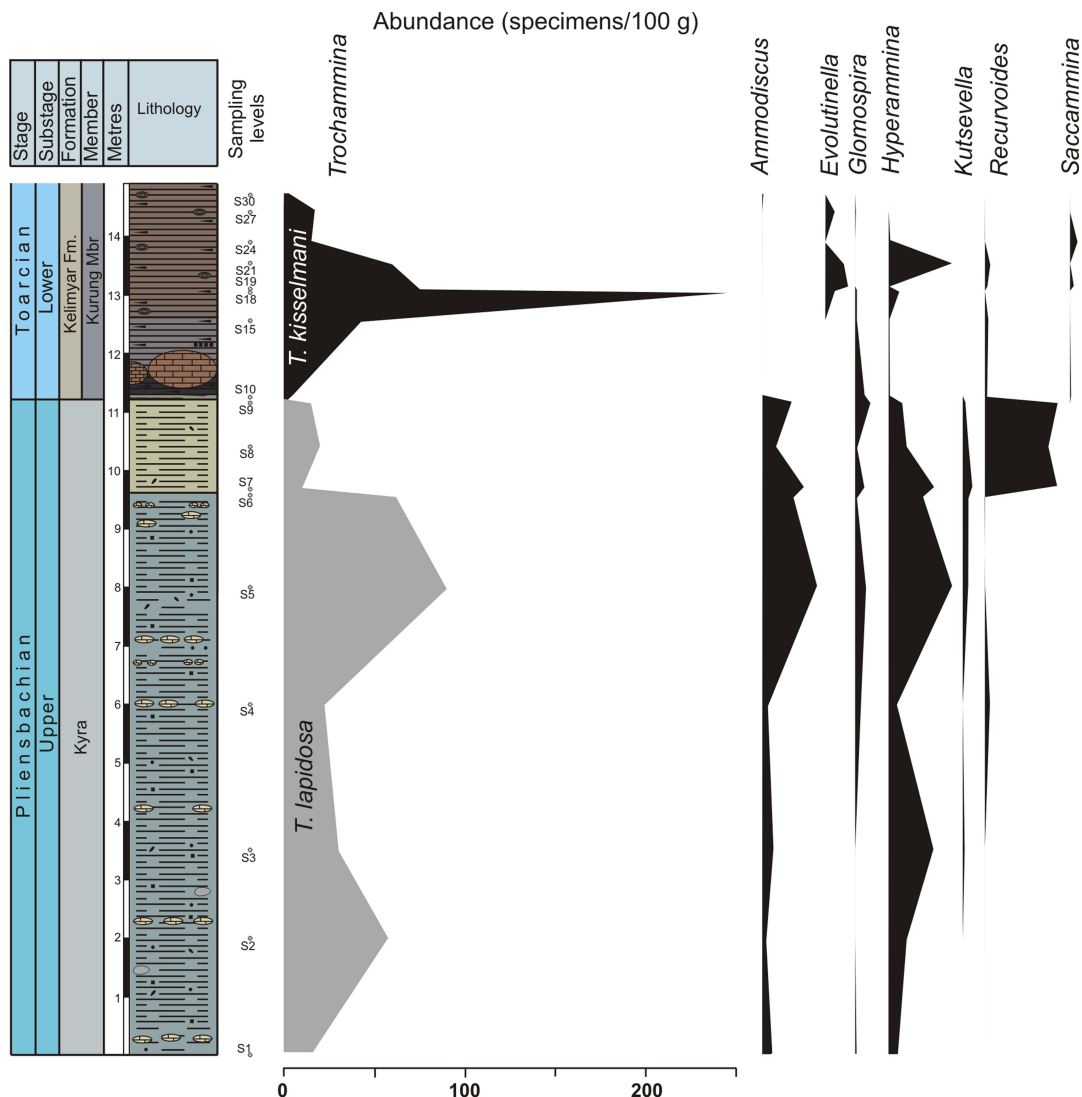 Abundance (specimens/100 g)
Stage
Substage
Formation
Member
Metres
Lithology
Sampling
levels
Trochammina
Ammodiscus
Evolutinella
Glomospira
Hyperammina
Kutsevella
Recurvoides
Saccammina
Toarcian
Lower
Kelimyar Fm.
Kurung Mbr
Pliensbachian
Upper
Kyra
14
13
12
11
10
9
8
7
6
5
4
3
2
1
S30
S27
S24
S21
S19
S18
S15
S10
S9
S8
S7
S6
S5
S4
S3
S2
S1
T. kisselmani
T. lapidosa
0
100
200